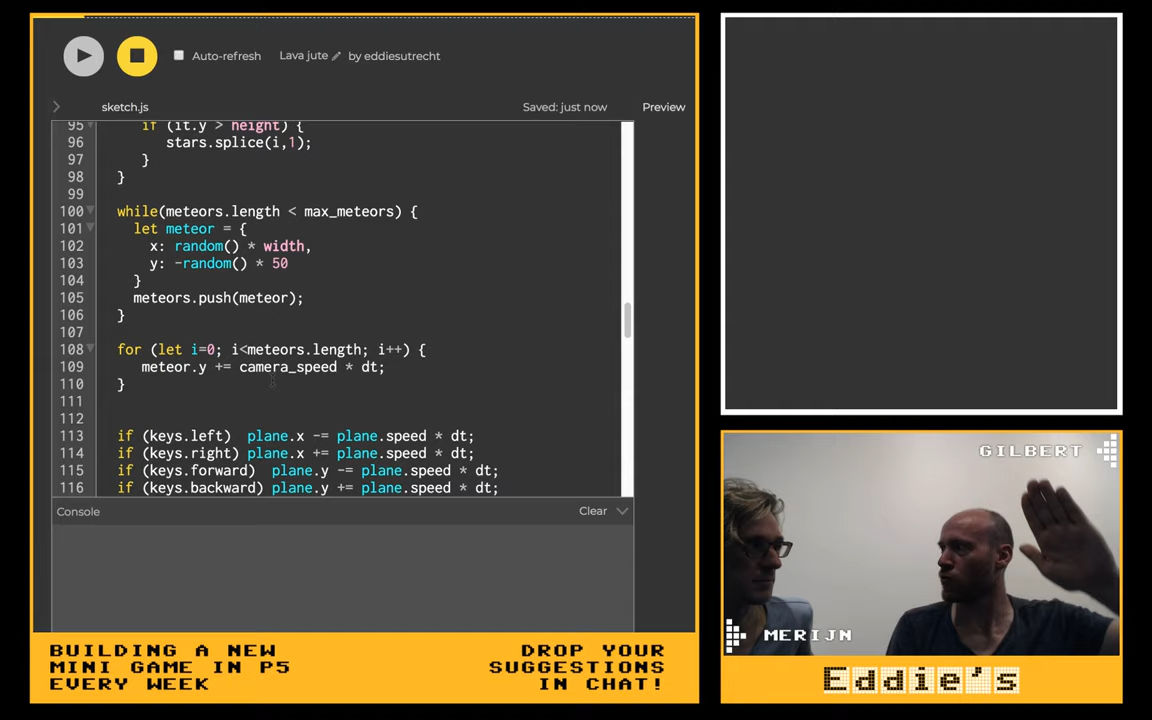 Auto-refresh Lava jute by eddiesutrecht
sketch.js Saved: just now Preview
95 if (it.y > height) {
96 stars.splice(i,1);
97 }
98 }
99
100 while(meteors.length < max_meteors) {
101 let meteor = {
102 x: random() * width,
103 y: -random() * 50
104 }
105 meteors.push(meteor);
106 }
107
108 for (let i=0; i<meteors.length; i++) {
109 meteor.y += camera_speed * dt;
110 }
111
112
113 if (keys.left) plane.x -= plane.speed * dt;
114 if (keys.right) plane.x += plane.speed * dt;
115 if (keys.forward) plane.y -= plane.speed * dt;
116 if (keys.backward) plane.y += plane.speed * dt;
Console Clear
GILBERT
MERIJN
BUILDING A NEW
MINI GAME IN P5
EVERY WEEK
DROP YOUR
SUGGESTIONS
IN CHAT!
Eddie's